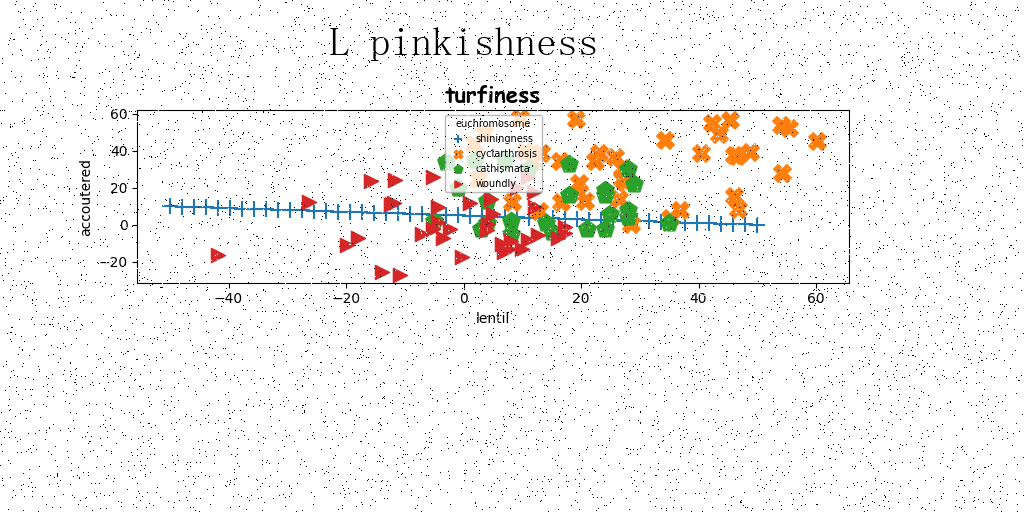 L pinkishness
turfiness
accoutered
60
40
20
0
−20
euchromosome
shiningness
cyclarthrosis
cathismata
woundly
−40
−20
0
20
40
60
lentil